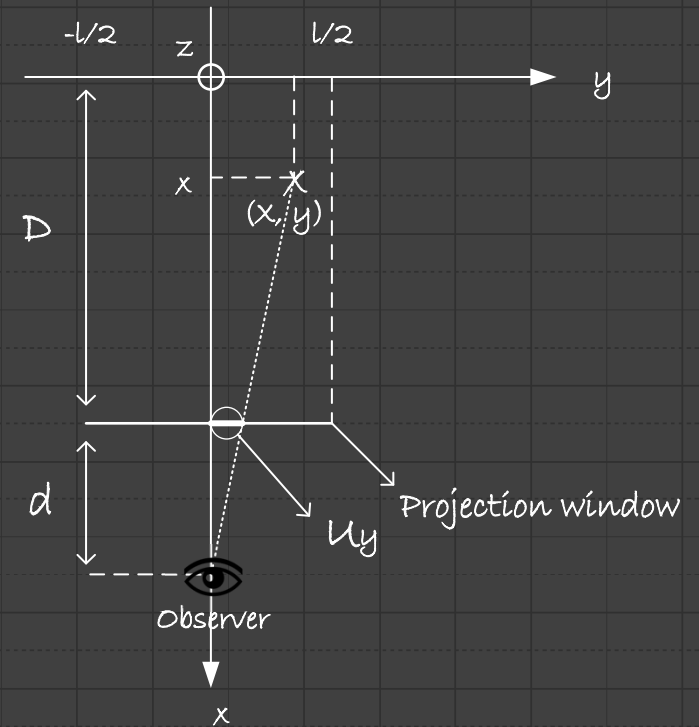 -l/2
l/2
z
y
x
(x, y)
D
d
Projection window
Uy
Observer
x